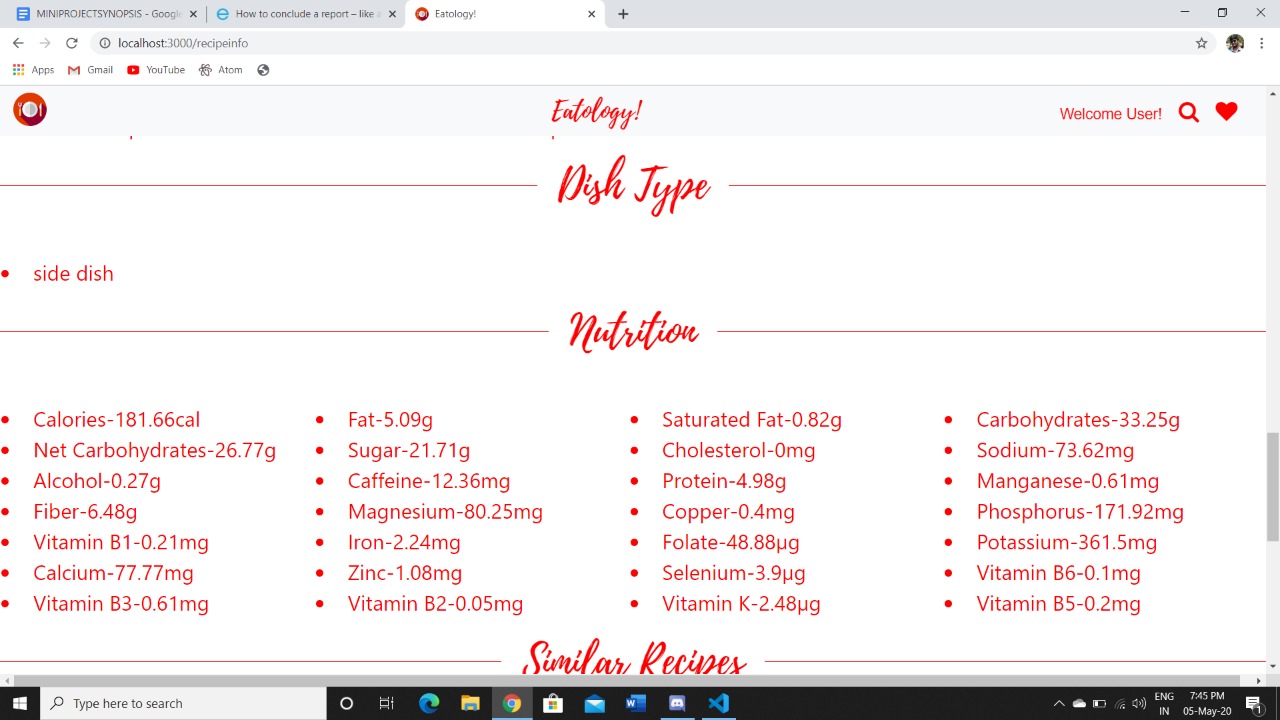 MINIPROJECTSYNOPSIS - Google
How to conclude a report – like a
Eatology!
localhost:3000/recipeinfo
Apps Gmail YouTube Atom
Eatology!
Welcome User!
Dish Type
side dish
Nutrition
Calories-181.66cal Fat-5.09g Saturated Fat-0.82g Carbohydrates-33.25g
Net Carbohydrates-26.77g Sugar-21.71g Cholesterol-0mg Sodium-73.62mg
Alcohol-0.27g Caffeine-12.36mg Protein-4.98g Manganese-0.61mg
Fiber-6.48g Magnesium-80.25mg Copper-0.4mg Phosphorus-171.92mg
Vitamin B1-0.21mg Iron-2.24mg Folate-48.88µg Potassium-361.5mg
Calcium-77.77mg Zinc-1.08mg Selenium-3.9µg Vitamin B6-0.1mg
Vitamin B3-0.61mg Vitamin B2-0.05mg Vitamin K-2.48µg Vitamin B5-0.2mg
Similar Recipes
Type here to search
ENG
IN
7:45 PM
05-May-20
1